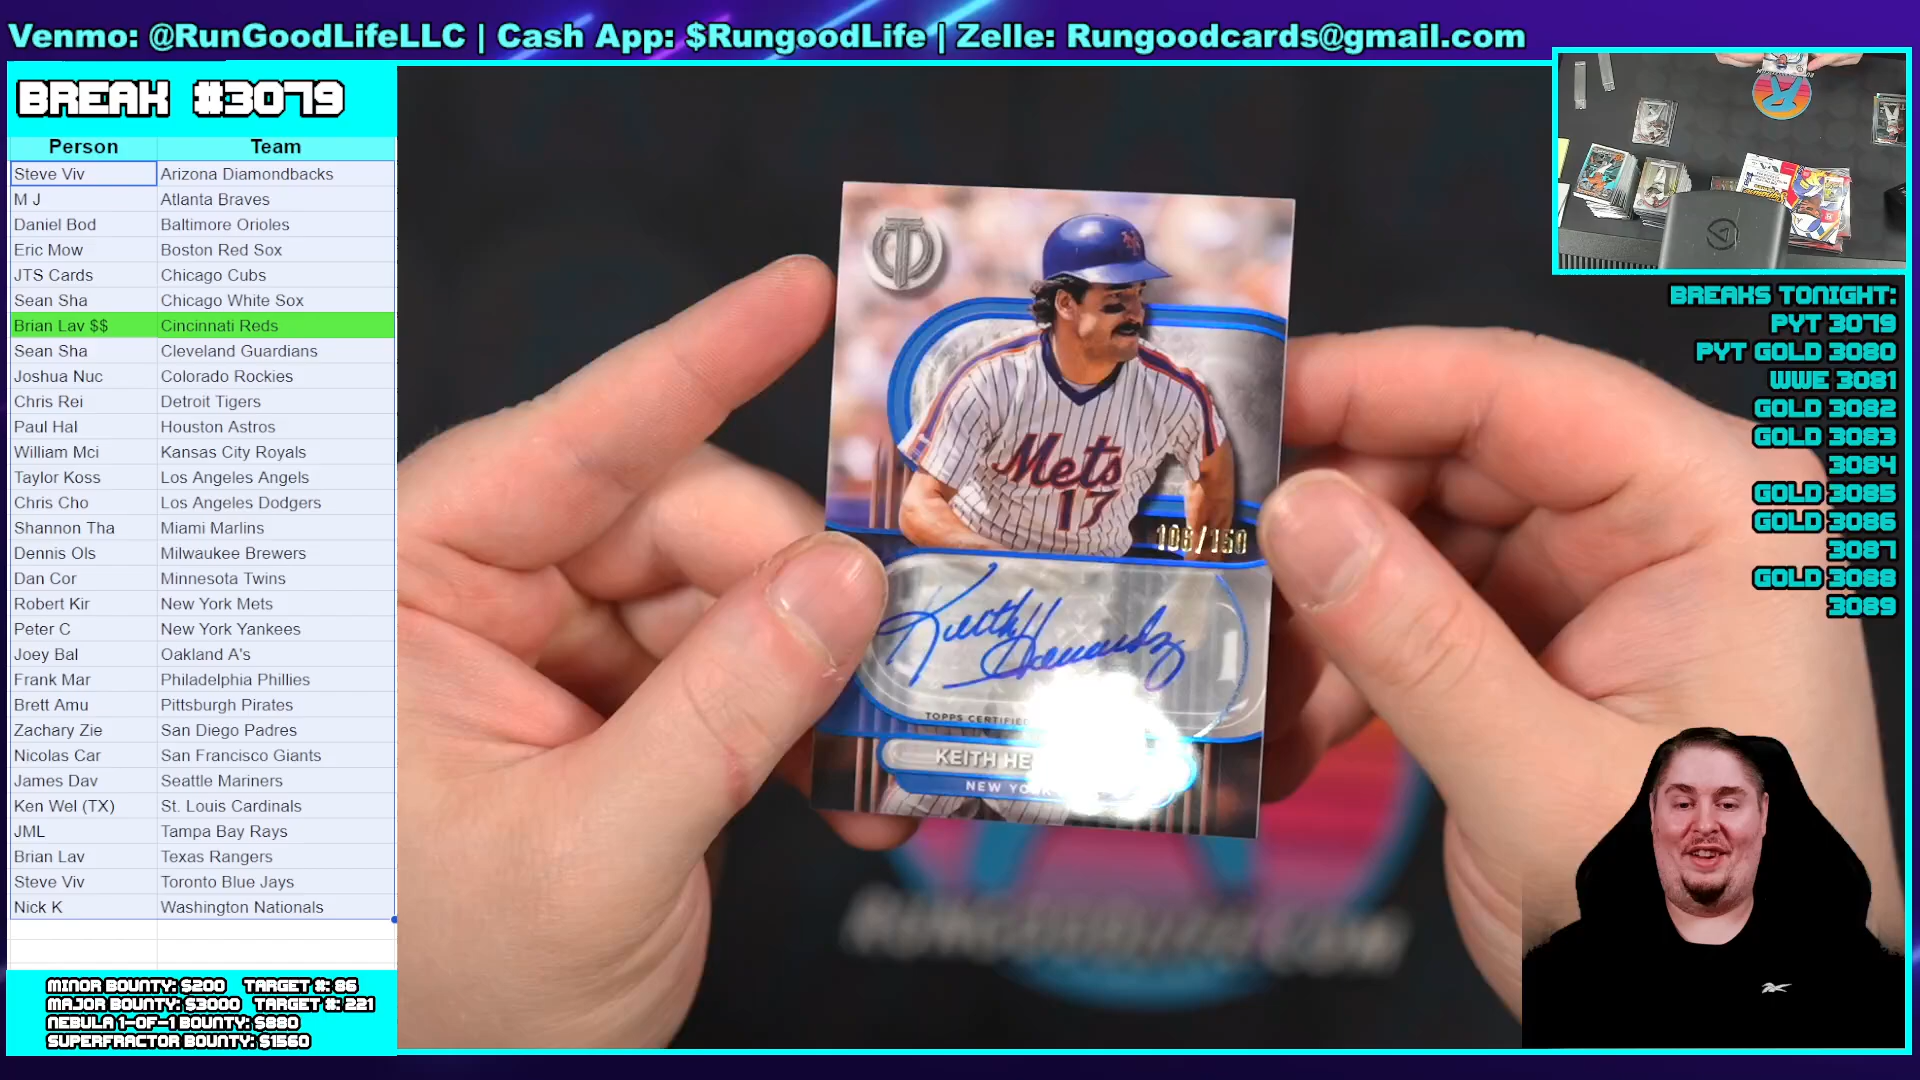 Venmo: @RunGoodLifeLLC | Cash App: $RungoodLife | Zelle: Rungoodcards@gmail.com
BREAK #3079
Person Team
Steve Viv Arizona Diamondbacks
M J Atlanta Braves
Daniel Bod Baltimore Orioles
Eric Mow Boston Red Sox
JTS Cards Chicago Cubs
Sean Sha Chicago White Sox
Brian Lav $$ Cincinnati Reds
Sean Sha Cleveland Guardians
Joshua Nuc Colorado Rockies
Chris Rei Detroit Tigers
Paul Hal Houston Astros
William Mci Kansas City Royals
Taylor Koss Los Angeles Angels
Chris Cho Los Angeles Dodgers
Shannon Tha Miami Marlins
Dennis Ols Milwaukee Brewers
Dan Cor Minnesota Twins
Robert Kir New York Mets
Peter C New York Yankees
Joey Bal Oakland A's
Frank Mar Philadelphia Phillies
Brett Amu Pittsburgh Pirates
Zachary Zie San Diego Padres
Nicolas Car San Francisco Giants
James Dav Seattle Mariners
Ken Wel (TX) St. Louis Cardinals
JML Tampa Bay Rays
Brian Lav Texas Rangers
Steve Viv Toronto Blue Jays
Nick K Washington Nationals
MINOR BOUNTY: $200 TARGET #: 86
MAJOR BOUNTY: $3000 TARGET #: 221
NEBULA 1-OF-1 BOUNTY: $880
SUPERFRACTOR BOUNTY: $1560
Mets
17
Keith Hernandez
TOPPS CERTIFIED
KEITH HE
NEW YO
BREAKS TONIGHT:
PYT 3079
PYT GOLD 3080
WWE 3081
GOLD 3082
GOLD 3083
3084
GOLD 3085
GOLD 3086
3087
GOLD 3088
3089